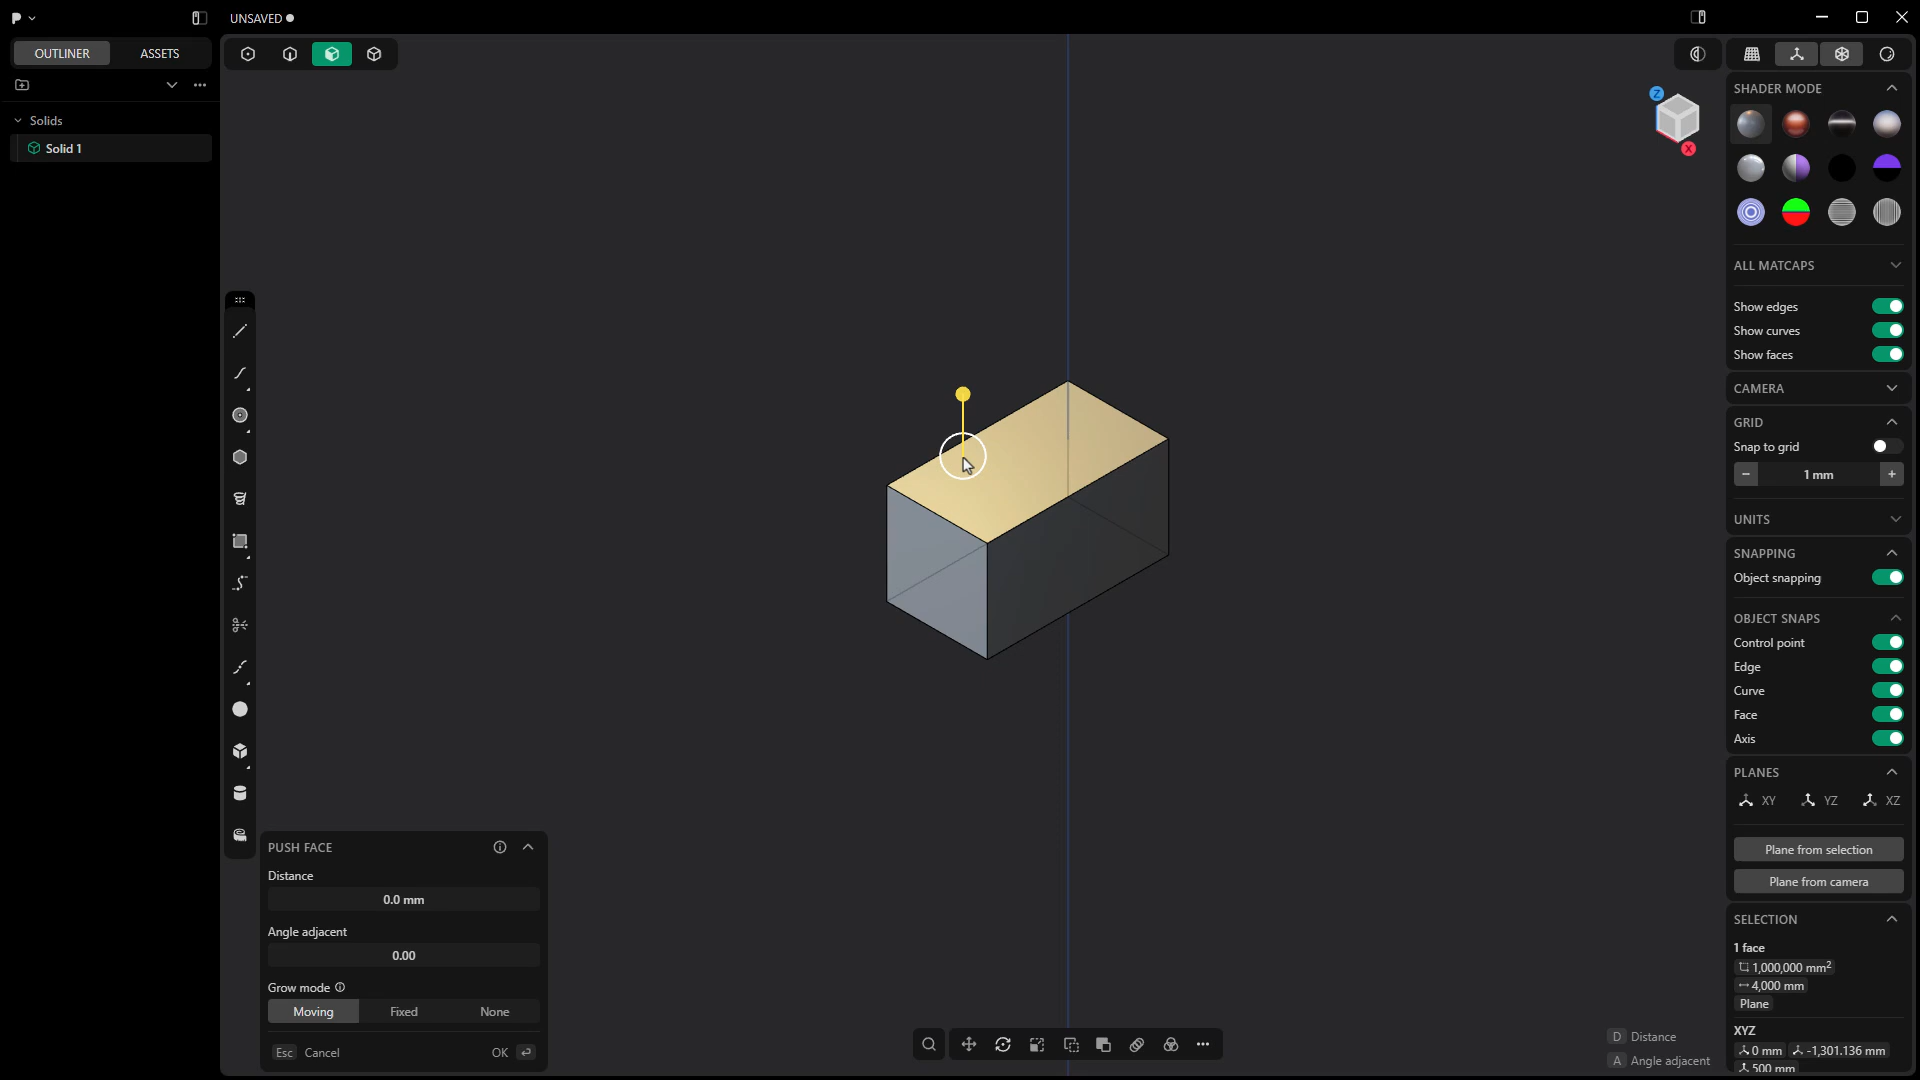 UNSAVED
OUTLINER
ASSETS
Solids
Solid 1
Z
X
SHADER MODE
ALL MATCAPS
Show edges
Show curves
Show faces
CAMERA
GRID
Snap to grid
− 1 mm +
UNITS
SNAPPING
Object snapping
OBJECT SNAPS
Control point
Edge
Curve
Face
Axis
PLANES
XY YZ XZ
Plane from selection
Plane from camera
SELECTION
1 face
1,000,000 mm²
4,000 mm
Plane
XYZ
0 mm -1,301.136 mm
500 mm
PUSH FACE
Distance
0.0 mm
Angle adjacent
0.00
Grow mode
Moving Fixed None
Esc Cancel OK
D Distance
A Angle adjacent